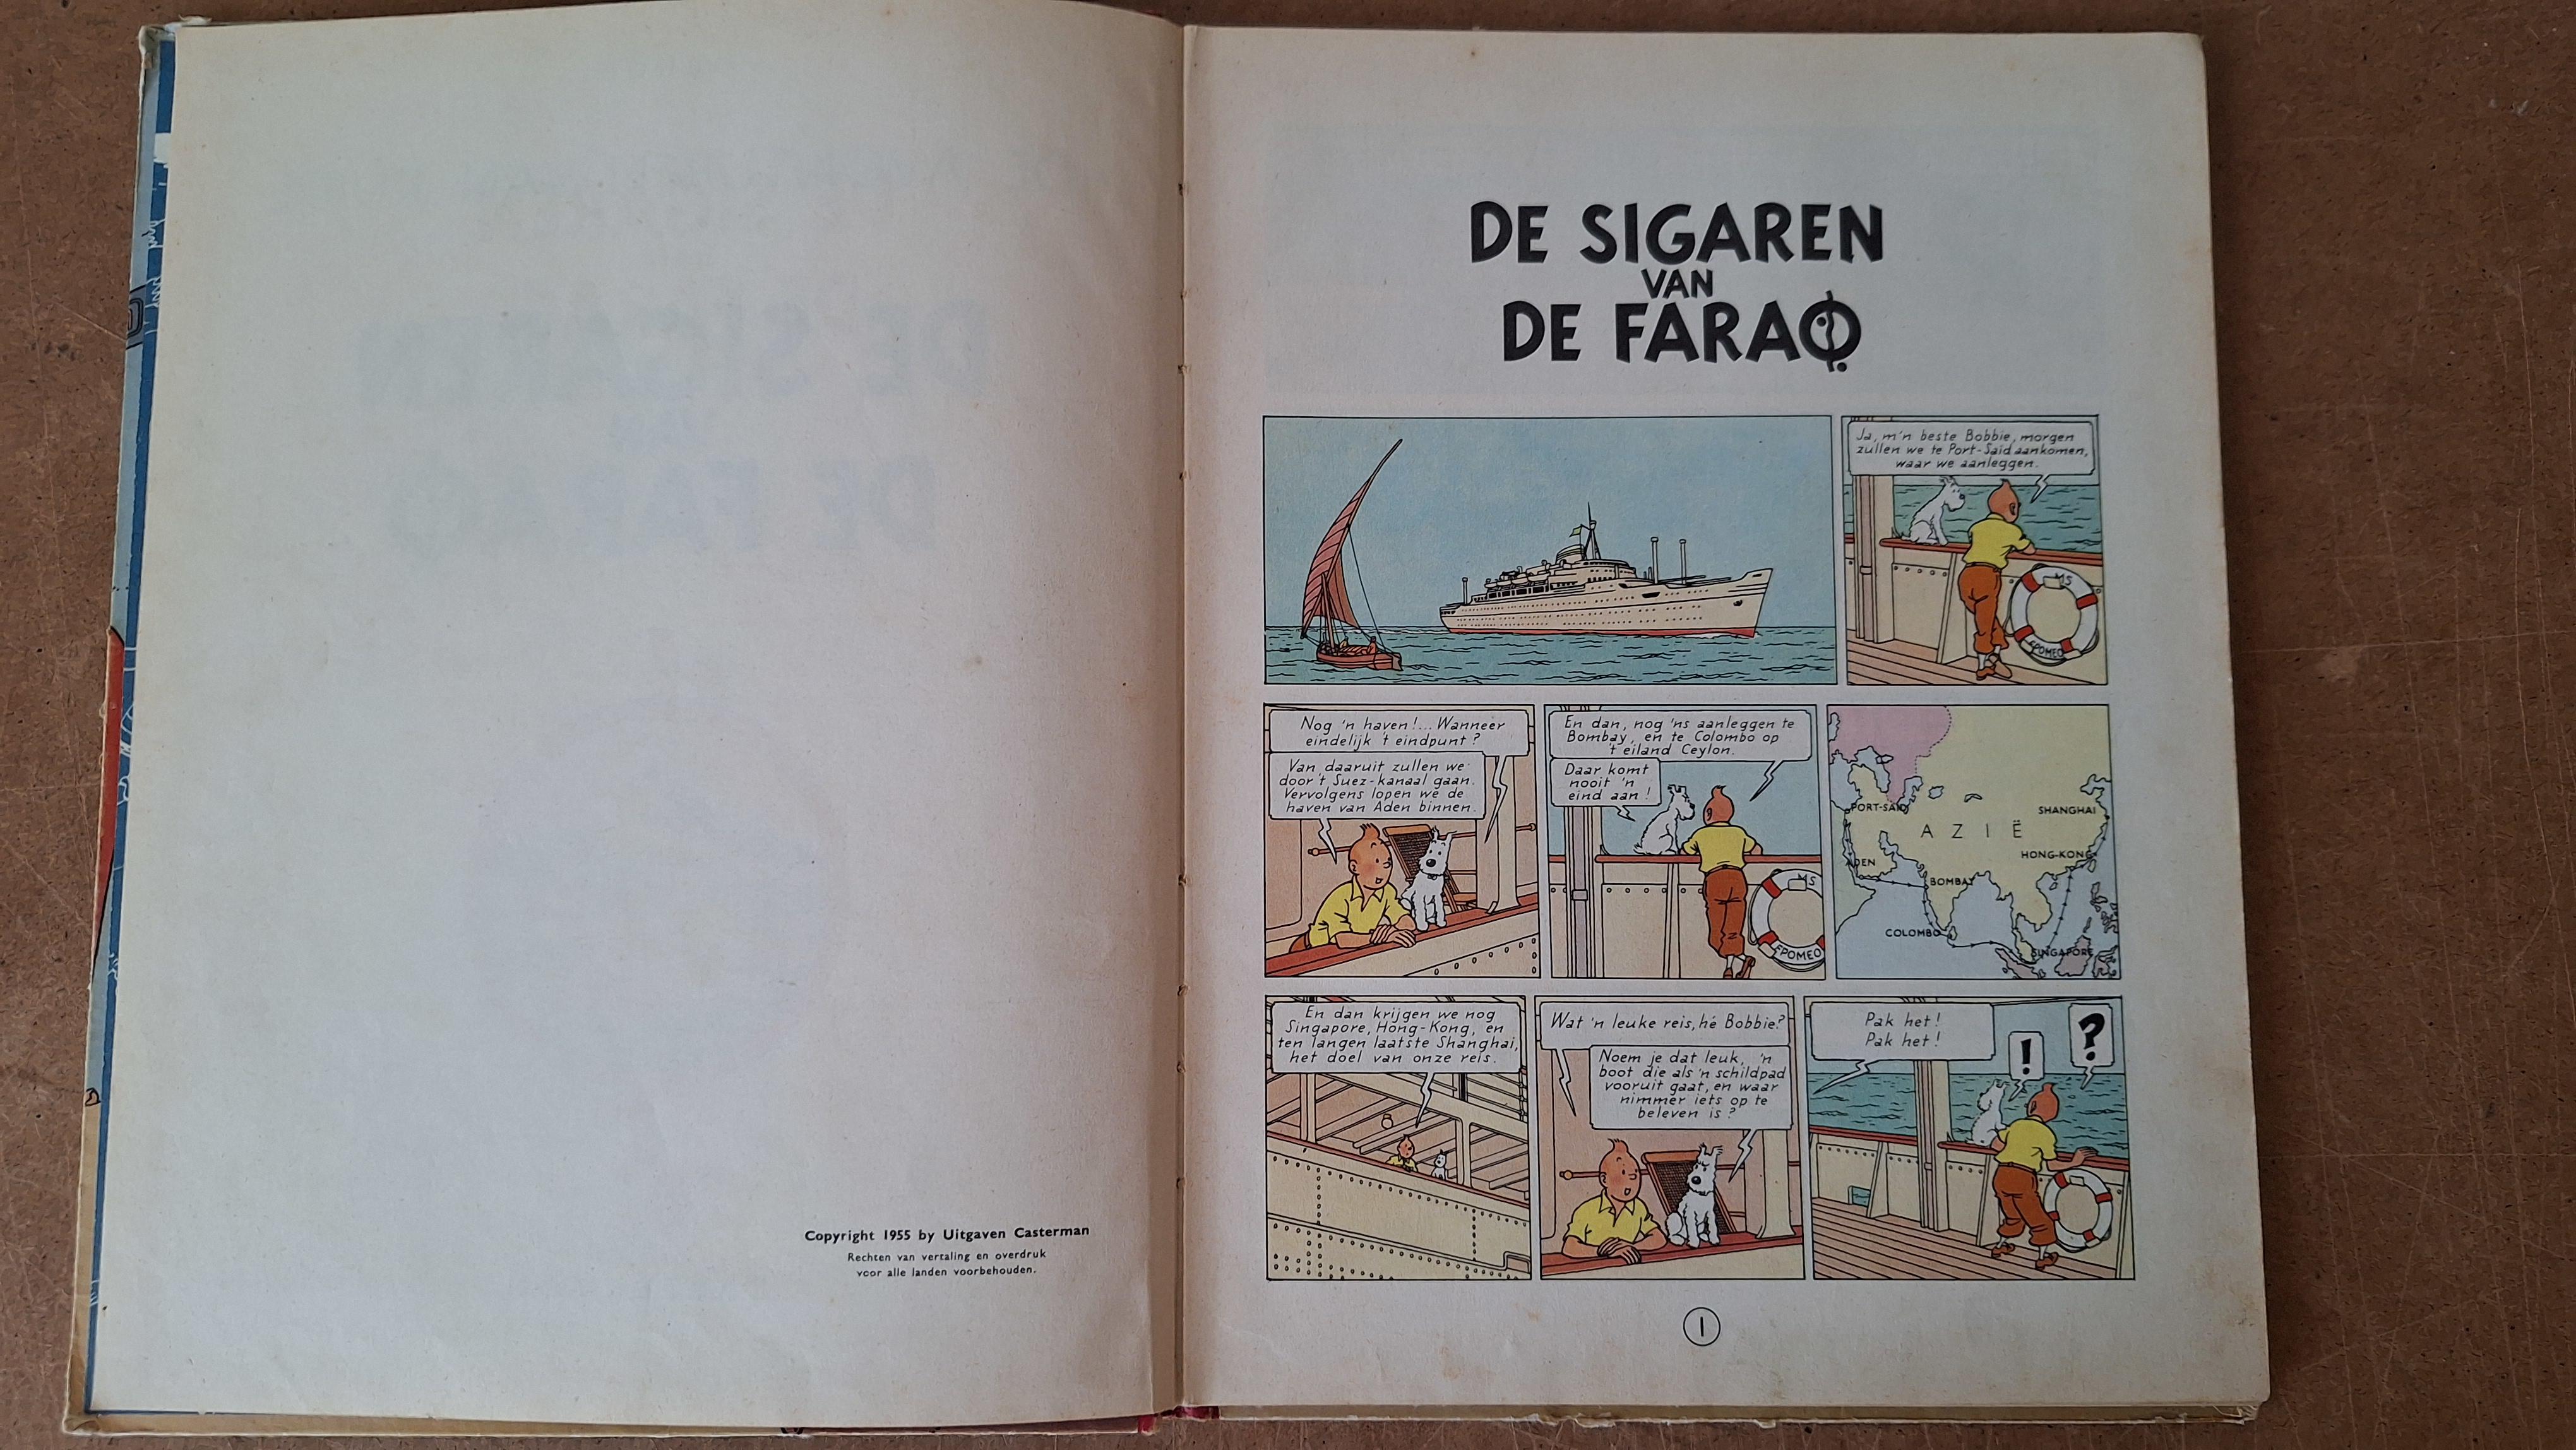 Copyright 1955 by Uitgaven Casterman
Rechten van vertaling en overdruk
voor alle landen voorbehouden.
DE SIGAREN
VAN
DE FARAO
Ja, m'n beste Bobbie, morgen
zullen we te Port-Saïd aankomen,
waar we aanleggen.
MS
EPOMEO
Nog 'n haven!... Wanneer
eindelijk 't eindpunt?
Van daaruit zullen we
door 't Suez-kanaal gaan.
Vervolgens lopen we de
haven van Aden binnen.
En dan, nog 'ns aanleggen te
Bombay, en te Colombo op
't eiland Ceylon.
Daar komt
nooit 'n
eind aan!
MS
EPOMEO
PORT-SAÏD
SHANGHAI
AZIË
HONG-KONG
ADEN
BOMBAY
COLOMBO
SINGAPORE
En dan krijgen we nog
Singapore, Hong-Kong, en
ten langen laatste Shanghai,
het doel van onze reis.
Wat 'n leuke reis, hé Bobbie?
Noem je dat leuk, 'n
boot die als 'n schildpad
vooruit gaat, en waar
nimmer iets op te
beleven is?
Pak het!
Pak het!
!
?
1